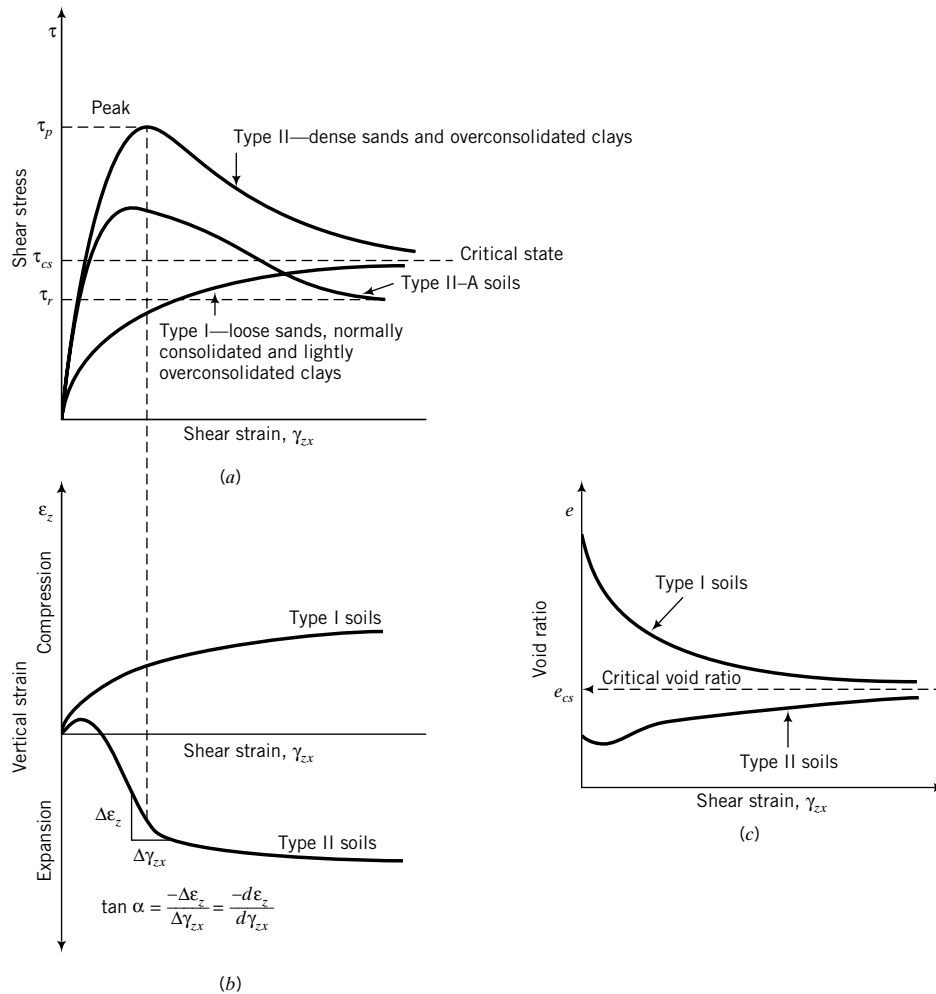 τ
Peak
τp
Type II—dense sands and overconsolidated clays
Shear stress
τcs
Critical state
Type II–A soils
τr
Type I—loose sands, normally
consolidated and lightly
overconsolidated clays
Shear strain, γzx
(a)
εz
Compression
Type I soils
Vertical strain
Shear strain, γzx
Expansion
Δεz
Δγzx
Type II soils
tan α = −Δεz/Δγzx = −dεz/dγzx
(b)
e
Type I soils
Void ratio
Critical void ratio
ecs
Type II soils
Shear strain, γzx
(c)